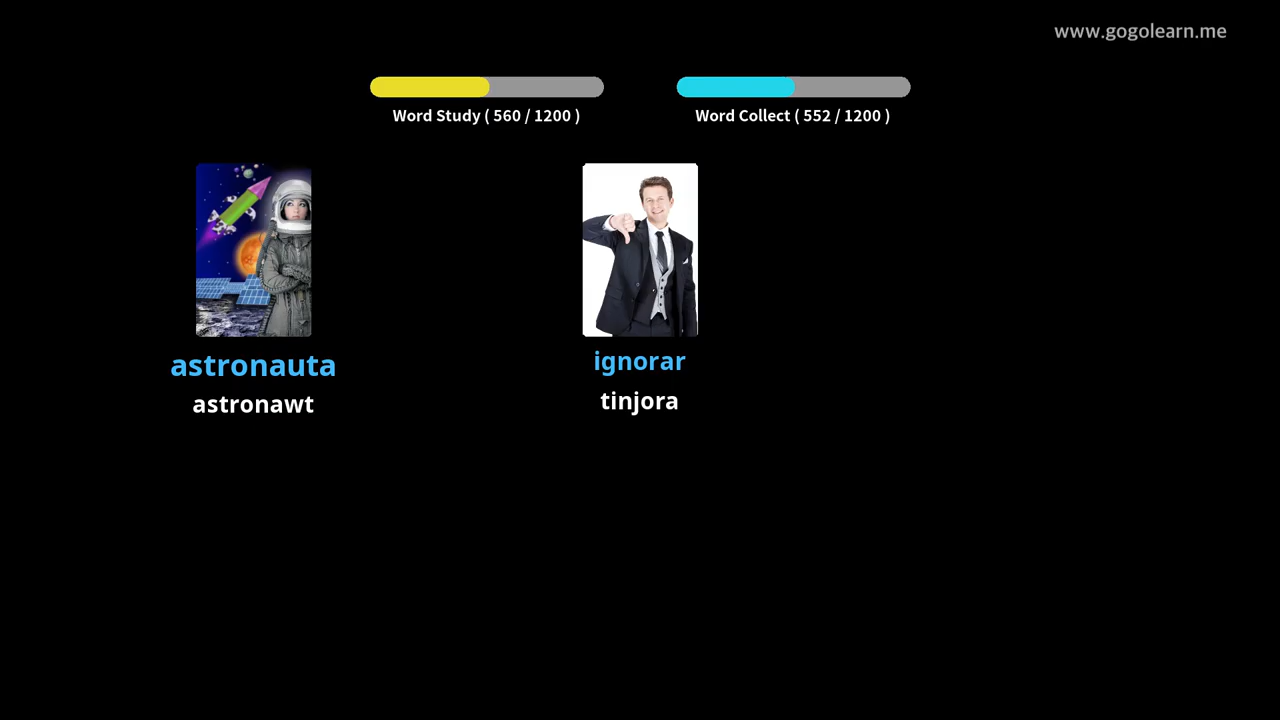 www.gogolearn.me
Word Study ( 560 / 1200 )
Word Collect ( 552 / 1200 )
astronauta
astronawt
ignorar
tinjora